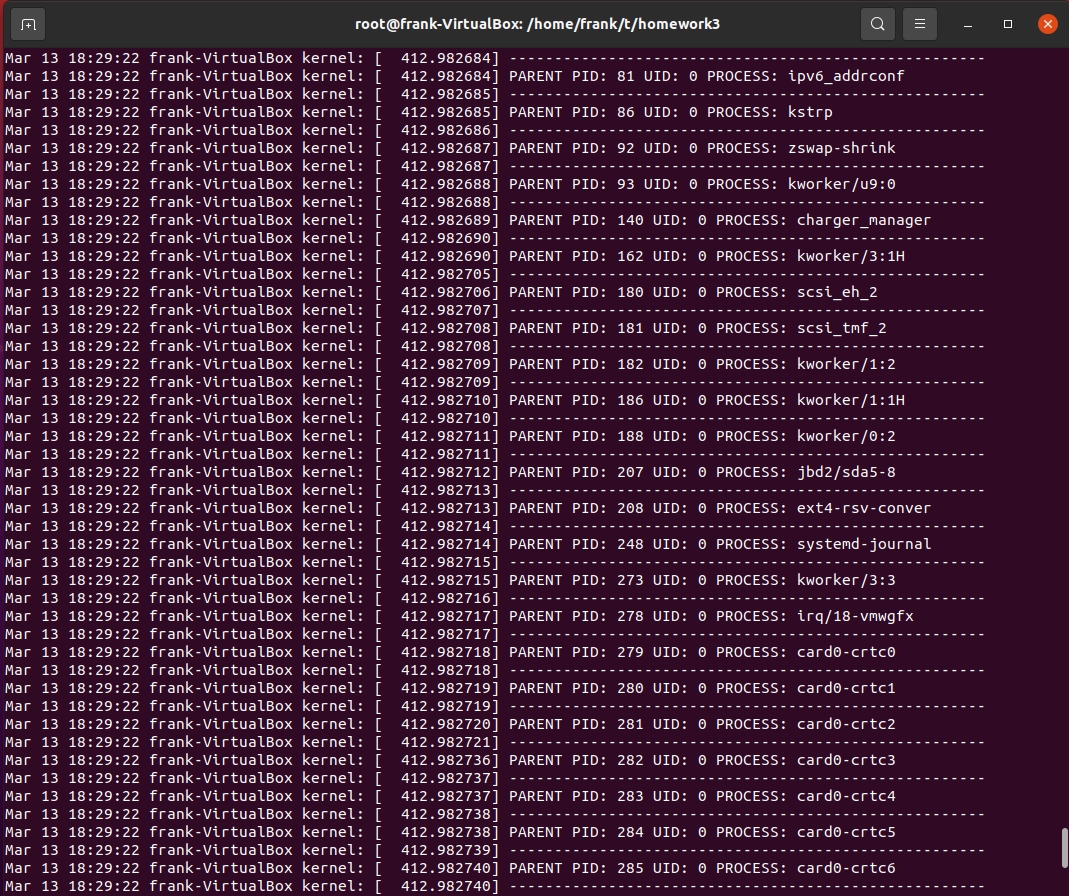 root@frank-VirtualBox: /home/frank/t/homework3
Mar 13 18:29:22 frank-VirtualBox kernel: [  412.982684] -----------------------------------------------------
Mar 13 18:29:22 frank-VirtualBox kernel: [  412.982684] PARENT PID: 81 UID: 0 PROCESS: ipv6_addrconf
Mar 13 18:29:22 frank-VirtualBox kernel: [  412.982685] -----------------------------------------------------
Mar 13 18:29:22 frank-VirtualBox kernel: [  412.982685] PARENT PID: 86 UID: 0 PROCESS: kstrp
Mar 13 18:29:22 frank-VirtualBox kernel: [  412.982686] -----------------------------------------------------
Mar 13 18:29:22 frank-VirtualBox kernel: [  412.982687] PARENT PID: 92 UID: 0 PROCESS: zswap-shrink
Mar 13 18:29:22 frank-VirtualBox kernel: [  412.982687] -----------------------------------------------------
Mar 13 18:29:22 frank-VirtualBox kernel: [  412.982688] PARENT PID: 93 UID: 0 PROCESS: kworker/u9:0
Mar 13 18:29:22 frank-VirtualBox kernel: [  412.982688] -----------------------------------------------------
Mar 13 18:29:22 frank-VirtualBox kernel: [  412.982689] PARENT PID: 140 UID: 0 PROCESS: charger_manager
Mar 13 18:29:22 frank-VirtualBox kernel: [  412.982690] -----------------------------------------------------
Mar 13 18:29:22 frank-VirtualBox kernel: [  412.982690] PARENT PID: 162 UID: 0 PROCESS: kworker/3:1H
Mar 13 18:29:22 frank-VirtualBox kernel: [  412.982705] -----------------------------------------------------
Mar 13 18:29:22 frank-VirtualBox kernel: [  412.982706] PARENT PID: 180 UID: 0 PROCESS: scsi_eh_2
Mar 13 18:29:22 frank-VirtualBox kernel: [  412.982707] -----------------------------------------------------
Mar 13 18:29:22 frank-VirtualBox kernel: [  412.982708] PARENT PID: 181 UID: 0 PROCESS: scsi_tmf_2
Mar 13 18:29:22 frank-VirtualBox kernel: [  412.982708] -----------------------------------------------------
Mar 13 18:29:22 frank-VirtualBox kernel: [  412.982709] PARENT PID: 182 UID: 0 PROCESS: kworker/1:2
Mar 13 18:29:22 frank-VirtualBox kernel: [  412.982709] -----------------------------------------------------
Mar 13 18:29:22 frank-VirtualBox kernel: [  412.982710] PARENT PID: 186 UID: 0 PROCESS: kworker/1:1H
Mar 13 18:29:22 frank-VirtualBox kernel: [  412.982710] -----------------------------------------------------
Mar 13 18:29:22 frank-VirtualBox kernel: [  412.982711] PARENT PID: 188 UID: 0 PROCESS: kworker/0:2
Mar 13 18:29:22 frank-VirtualBox kernel: [  412.982711] -----------------------------------------------------
Mar 13 18:29:22 frank-VirtualBox kernel: [  412.982712] PARENT PID: 207 UID: 0 PROCESS: jbd2/sda5-8
Mar 13 18:29:22 frank-VirtualBox kernel: [  412.982713] -----------------------------------------------------
Mar 13 18:29:22 frank-VirtualBox kernel: [  412.982713] PARENT PID: 208 UID: 0 PROCESS: ext4-rsv-conver
Mar 13 18:29:22 frank-VirtualBox kernel: [  412.982714] -----------------------------------------------------
Mar 13 18:29:22 frank-VirtualBox kernel: [  412.982714] PARENT PID: 248 UID: 0 PROCESS: systemd-journal
Mar 13 18:29:22 frank-VirtualBox kernel: [  412.982715] -----------------------------------------------------
Mar 13 18:29:22 frank-VirtualBox kernel: [  412.982715] PARENT PID: 273 UID: 0 PROCESS: kworker/3:3
Mar 13 18:29:22 frank-VirtualBox kernel: [  412.982716] -----------------------------------------------------
Mar 13 18:29:22 frank-VirtualBox kernel: [  412.982717] PARENT PID: 278 UID: 0 PROCESS: irq/18-vmwgfx
Mar 13 18:29:22 frank-VirtualBox kernel: [  412.982717] -----------------------------------------------------
Mar 13 18:29:22 frank-VirtualBox kernel: [  412.982718] PARENT PID: 279 UID: 0 PROCESS: card0-crtc0
Mar 13 18:29:22 frank-VirtualBox kernel: [  412.982718] -----------------------------------------------------
Mar 13 18:29:22 frank-VirtualBox kernel: [  412.982719] PARENT PID: 280 UID: 0 PROCESS: card0-crtc1
Mar 13 18:29:22 frank-VirtualBox kernel: [  412.982719] -----------------------------------------------------
Mar 13 18:29:22 frank-VirtualBox kernel: [  412.982720] PARENT PID: 281 UID: 0 PROCESS: card0-crtc2
Mar 13 18:29:22 frank-VirtualBox kernel: [  412.982721] -----------------------------------------------------
Mar 13 18:29:22 frank-VirtualBox kernel: [  412.982736] PARENT PID: 282 UID: 0 PROCESS: card0-crtc3
Mar 13 18:29:22 frank-VirtualBox kernel: [  412.982737] -----------------------------------------------------
Mar 13 18:29:22 frank-VirtualBox kernel: [  412.982737] PARENT PID: 283 UID: 0 PROCESS: card0-crtc4
Mar 13 18:29:22 frank-VirtualBox kernel: [  412.982738] -----------------------------------------------------
Mar 13 18:29:22 frank-VirtualBox kernel: [  412.982738] PARENT PID: 284 UID: 0 PROCESS: card0-crtc5
Mar 13 18:29:22 frank-VirtualBox kernel: [  412.982739] -----------------------------------------------------
Mar 13 18:29:22 frank-VirtualBox kernel: [  412.982740] PARENT PID: 285 UID: 0 PROCESS: card0-crtc6
Mar 13 18:29:22 frank-VirtualBox kernel: [  412.982740] -----------------------------------------------------